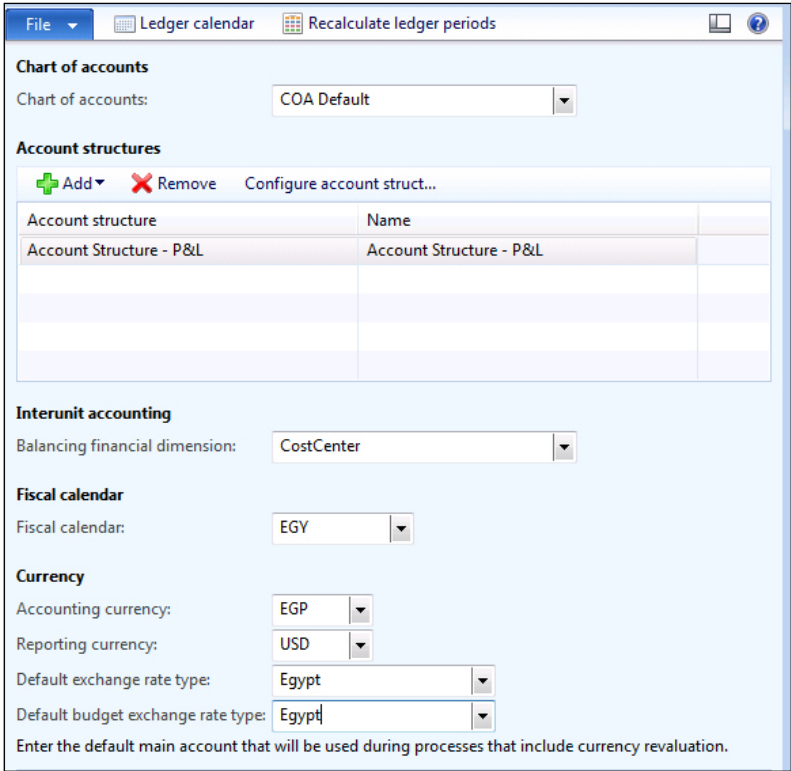 File Ledger calendar Recalculate ledger periods
Chart of accounts
Chart of accounts: COA Default
Account structures
Add Remove Configure account struct...
Account structure Name
Account Structure - P&L Account Structure - P&L
Interunit accounting
Balancing financial dimension: CostCenter
Fiscal calendar
Fiscal calendar: EGY
Currency
Accounting currency: EGP
Reporting currency: USD
Default exchange rate type: Egypt
Default budget exchange rate type: Egypt
Enter the default main account that will be used during processes that include currency revaluation.